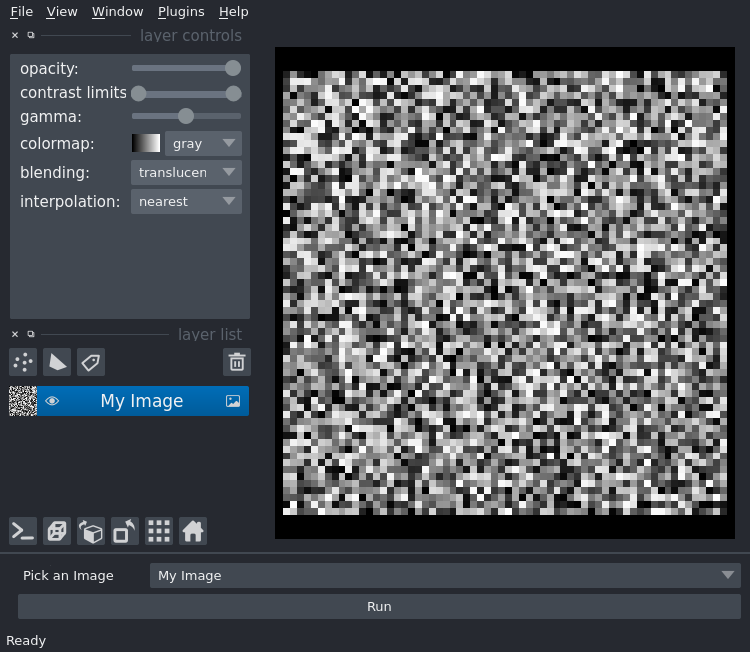 File View Window Plugins Help
layer controls
opacity:
contrast limits
gamma:
colormap: gray
blending: translucen
interpolation: nearest
layer list
My Image
Pick an Image My Image
Run
Ready